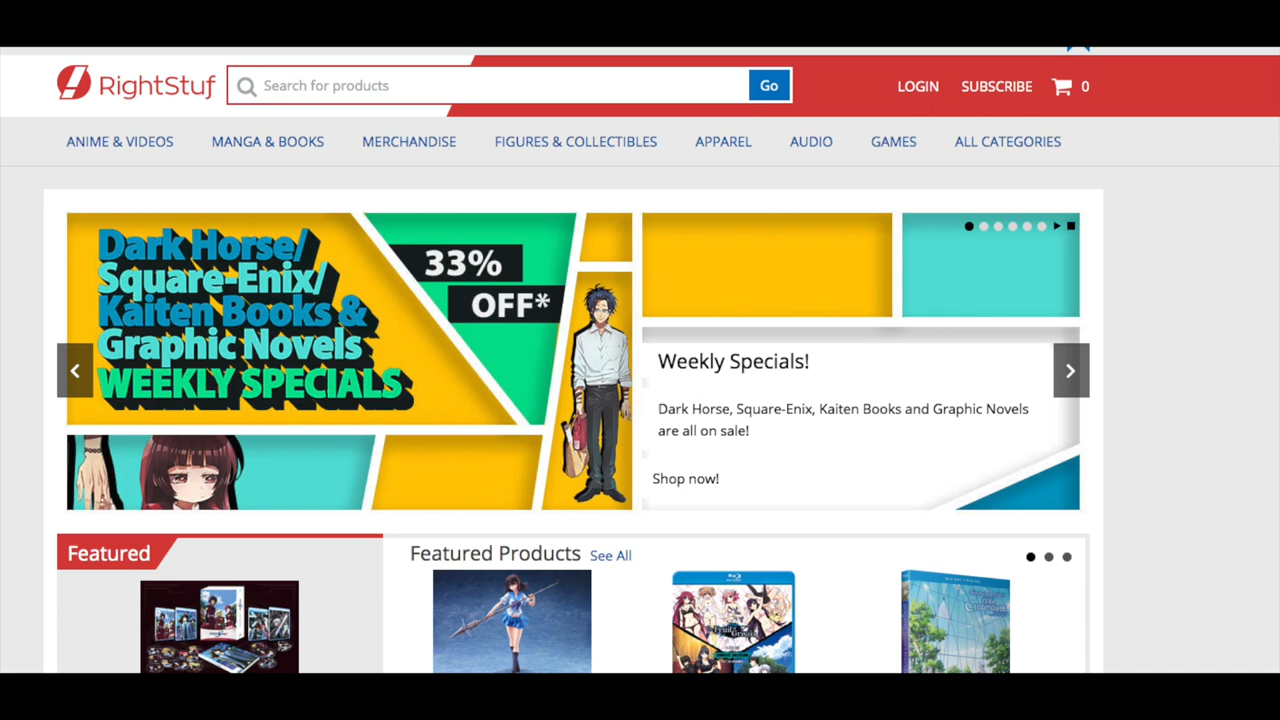 RightStuf
Search for products
Go
LOGIN
SUBSCRIBE
0
ANIME & VIDEOS
MANGA & BOOKS
MERCHANDISE
FIGURES & COLLECTIBLES
APPAREL
AUDIO
GAMES
ALL CATEGORIES
Dark Horse/
Square-Enix/
Kaiten Books &
Graphic Novels
WEEKLY SPECIALS
33%
OFF*
Weekly Specials!
Dark Horse, Square-Enix, Kaiten Books and Graphic Novels
are all on sale!
Shop now!
Featured
Featured Products
See All